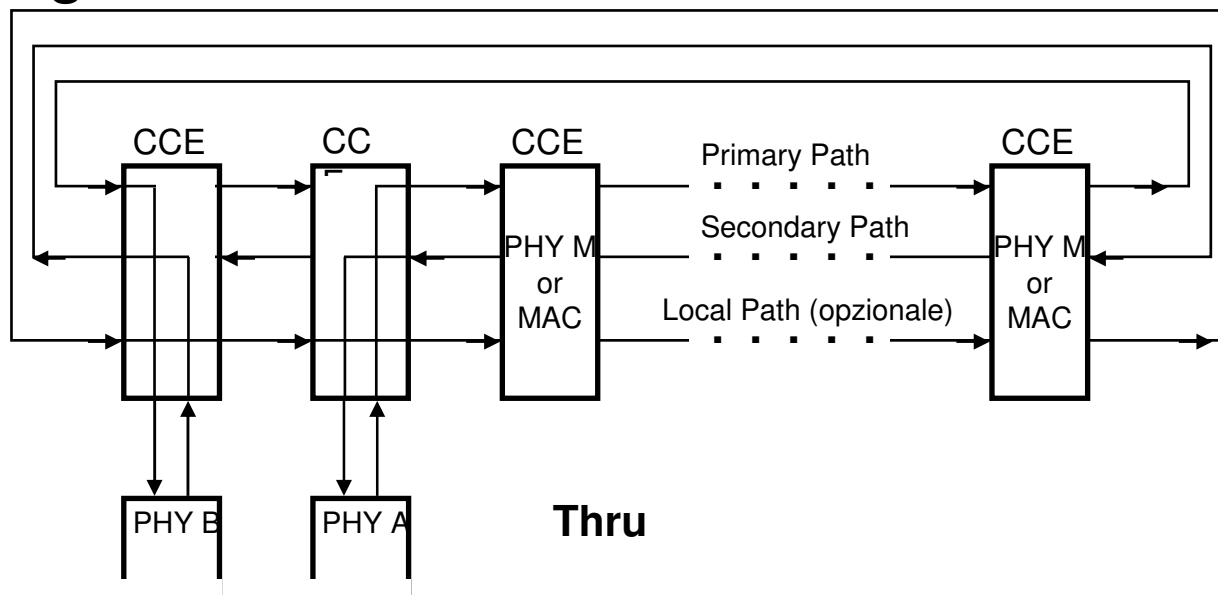 CCE
CC
CCE
Primary Path
CCE
Secondary Path
PHY M
or
MAC
PHY M
or
MAC
Local Path (opzionale)
PHY B
PHY A
Thru